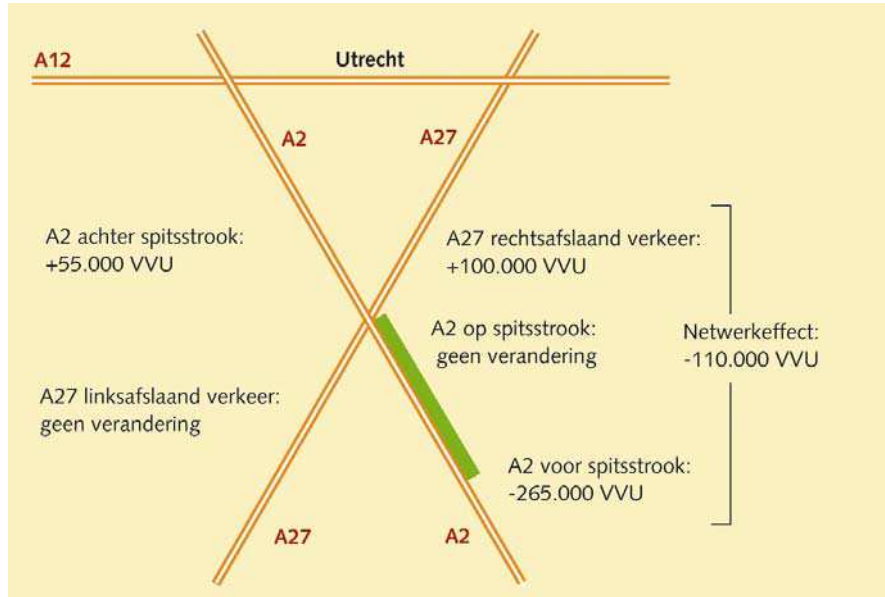 A12
Utrecht
A2
A27
A2 achter spitsstrook:
+55.000 VVU
A27 rechtsafslaand verkeer:
+100.000 VVU
A2 op spitsstrook:
geen verandering
Netwerkeffect:
-110.000 VVU
A27 linksafslaand verkeer:
geen verandering
A2 voor spitsstrook:
-265.000 VVU
A27
A2